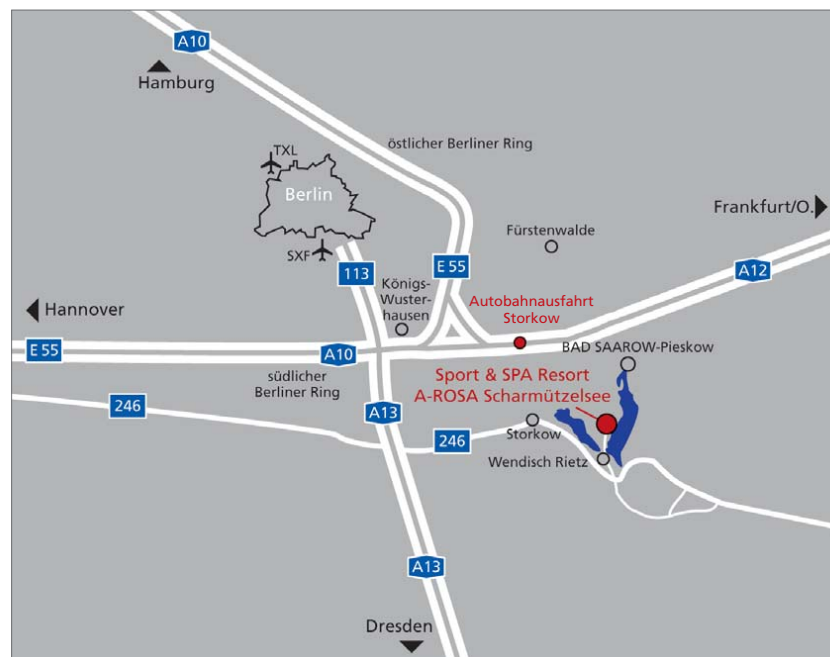 A10
Hamburg
113
TXL
Berlin
SXF
östlicher Berliner Ring
Frankfurt/O.
Fürstenwalde
E 55
A12
Königs-
Wuster-
hausen
Autobahnausfahrt
Storkow
Hannover
E 55
A10
südlicher
Berliner Ring
BAD SAAROW-Pieskow
Sport & SPA Resort
A-ROSA Scharmützelsee
246
A13
246
Storkow
Wendisch Rietz
A13
Dresden